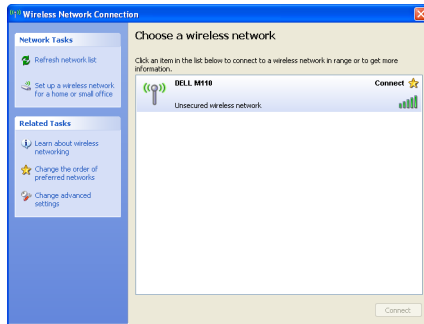 Wireless Network Connection
Network Tasks
Refresh network list
Set up a wireless network
for a home or small office
Related Tasks
Learn about wireless
networking
Change the order of
preferred networks
Change advanced
settings
Choose a wireless network
Click an item in the list below to connect to a wireless network in range or to get more
information.
DELL M110
Connect
Unsecured wireless network
Connect